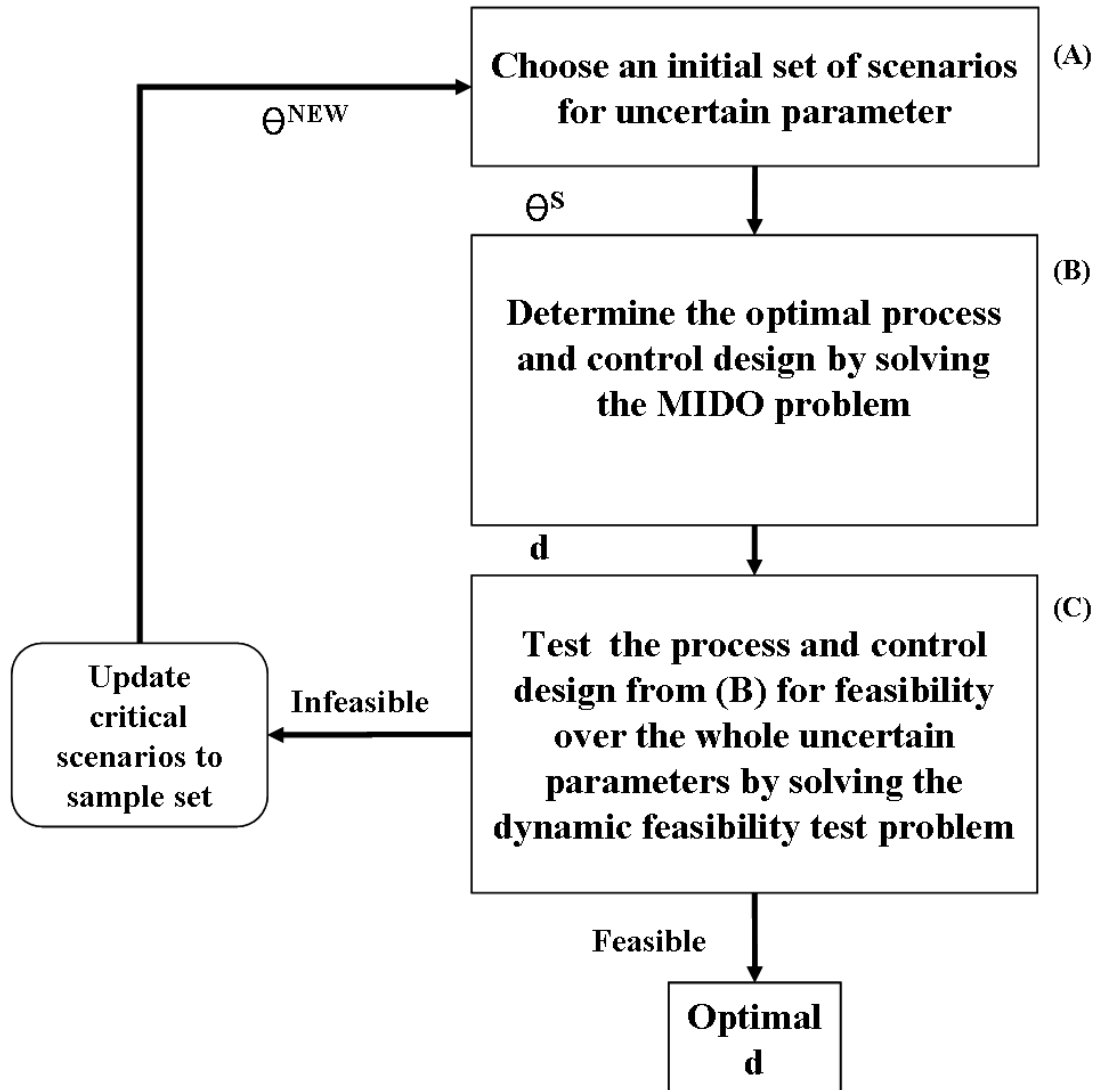 Choose an initial set of scenarios
for uncertain parameter
(A)
ϴ^NEW
ϴ^S
(B)
Determine the optimal process
and control design by solving
the MIDO problem
d
(C)
Test the process and control
design from (B) for feasibility
over the whole uncertain
parameters by solving the
dynamic feasibility test problem
Infeasible
Update
critical
scenarios to
sample set
Feasible
Optimal
d